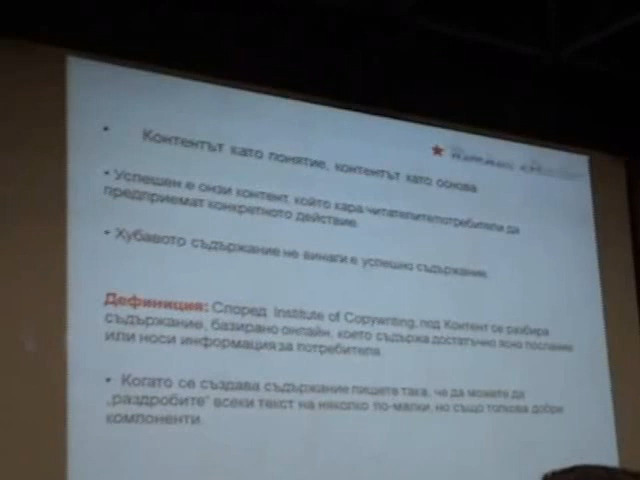 • Контентът като понятие, контентът като основа
• Успешен е онзи контент, който кара читателите/потребители да
предприемат конкретното действие.
• Хубавото съдържание не винаги е успешно съдържание.
Дефиниция: Според Institute of Copywriting, под Контент се разбира
съдържание, базирано онлайн, което съдържа достатъчно ясно послание
или носи информация за потребителя.
• Когато се създава съдържание пишете така, че да можете да
„раздробите“ всеки текст на няколко по-малки, но също толкова добри
компоненти.